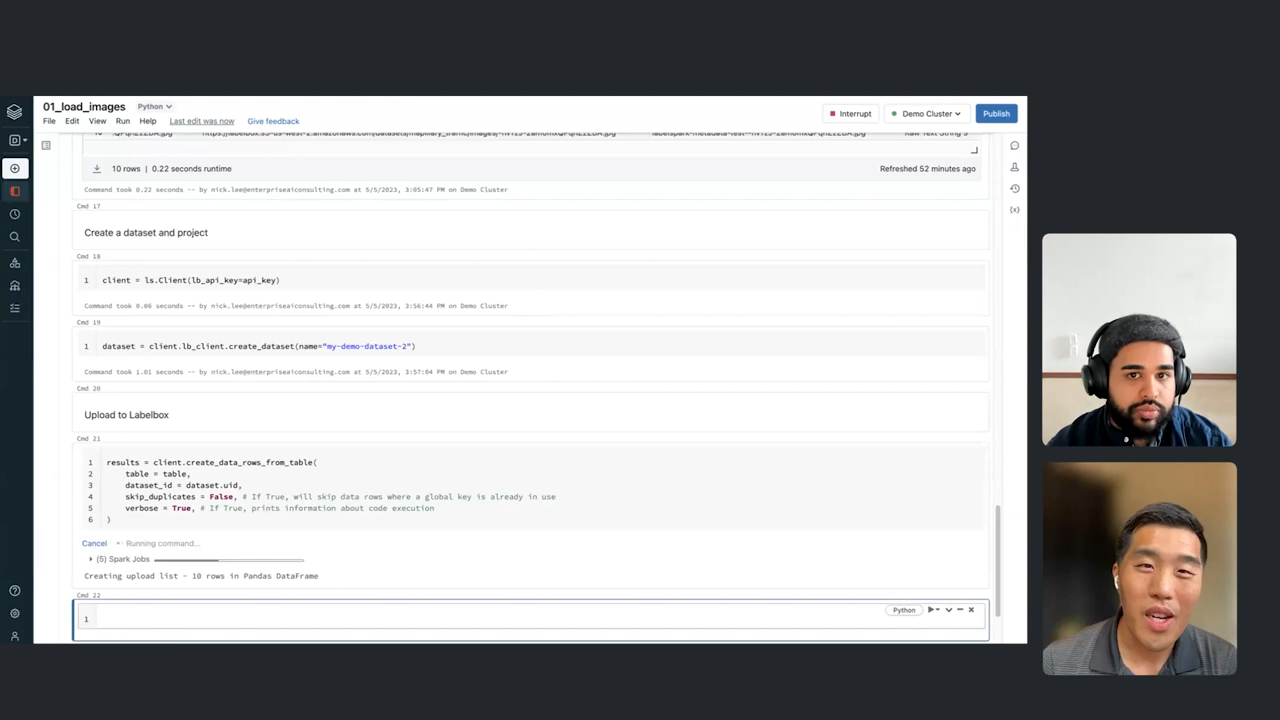 01_load_images Python
File Edit View Run Help Last edit was now Give feedback
Interrupt Demo Cluster Publish
10 rows | 0.22 seconds runtime
Refreshed 52 minutes ago
Command took 0.22 seconds -- by nick.lee@enterpriseaiconsulting.com at 5/5/2023, 3:05:47 PM on Demo Cluster
Cmd 17
Create a dataset and project
Cmd 18
1 client = ls.Client(lb_api_key=api_key)
Command took 0.06 seconds -- by nick.lee@enterpriseaiconsulting.com at 5/5/2023, 3:56:44 PM on Demo Cluster
Cmd 19
1 dataset = client.lb_client.create_dataset(name="my-demo-dataset-2")
Command took 1.01 seconds -- by nick.lee@enterpriseaiconsulting.com at 5/5/2023, 3:57:04 PM on Demo Cluster
Cmd 20
Upload to Labelbox
Cmd 21
1 results = client.create_data_rows_from_table(
2 table = table,
3 dataset_id = dataset.uid,
4 skip_duplicates = False, # If True, will skip data rows where a global key is already in use
5 verbose = True, # If True, prints information about code execution
6 )
Cancel Running command...
(5) Spark Jobs
Creating upload list - 10 rows in Pandas DataFrame
Cmd 22
Python
1